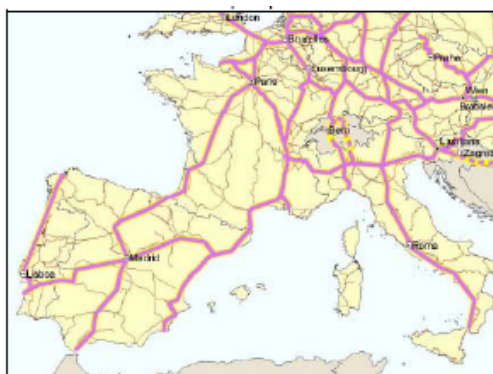 London
Bruxelles
Luxembourg
Praha
Paris
Wien
Bern
Ljubljana
Zagreb
Roma
Madrid
Lisboa